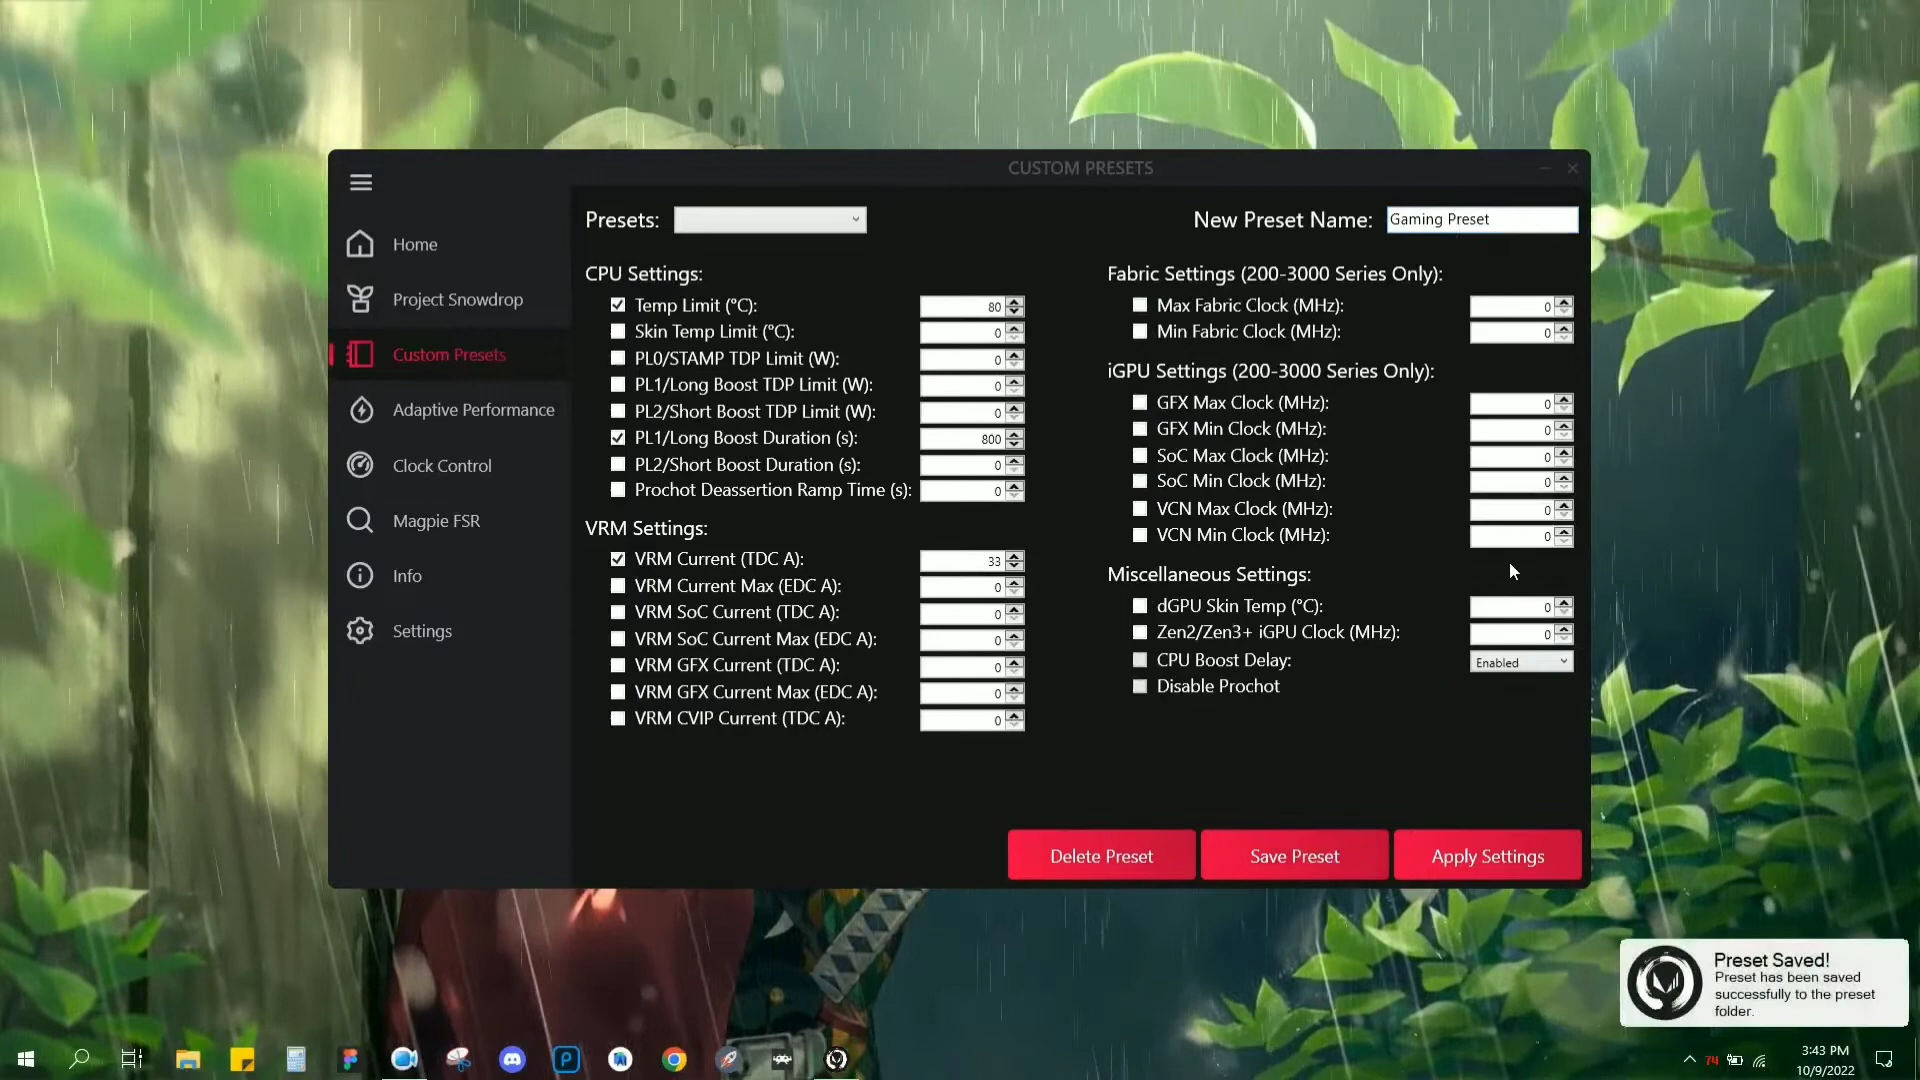 CUSTOM PRESETS
Home
Project Snowdrop
Custom Presets
Adaptive Performance
Clock Control
Magpie FSR
Info
Settings
Presets:
New Preset Name: Gaming Preset
CPU Settings:
Temp Limit (°C): 80
Skin Temp Limit (°C): 0
PL0/STAMP TDP Limit (W): 0
PL1/Long Boost TDP Limit (W): 0
PL2/Short Boost TDP Limit (W): 0
PL1/Long Boost Duration (s): 800
PL2/Short Boost Duration (s): 0
Prochot Deassertion Ramp Time (s): 0
VRM Settings:
VRM Current (TDC A): 33
VRM Current Max (EDC A): 0
VRM SoC Current (TDC A): 0
VRM SoC Current Max (EDC A): 0
VRM GFX Current (TDC A): 0
VRM GFX Current Max (EDC A): 0
VRM CVIP Current (TDC A): 0
Fabric Settings (200-3000 Series Only):
Max Fabric Clock (MHz): 0
Min Fabric Clock (MHz): 0
iGPU Settings (200-3000 Series Only):
GFX Max Clock (MHz): 0
GFX Min Clock (MHz): 0
SoC Max Clock (MHz): 0
SoC Min Clock (MHz): 0
VCN Max Clock (MHz): 0
VCN Min Clock (MHz): 0
Miscellaneous Settings:
dGPU Skin Temp (°C): 0
Zen2/Zen3+ iGPU Clock (MHz): 0
CPU Boost Delay: Enabled
Disable Prochot
Delete Preset
Save Preset
Apply Settings
Preset Saved!
Preset has been saved
successfully to the preset
folder.
74
3:43 PM
10/9/2022